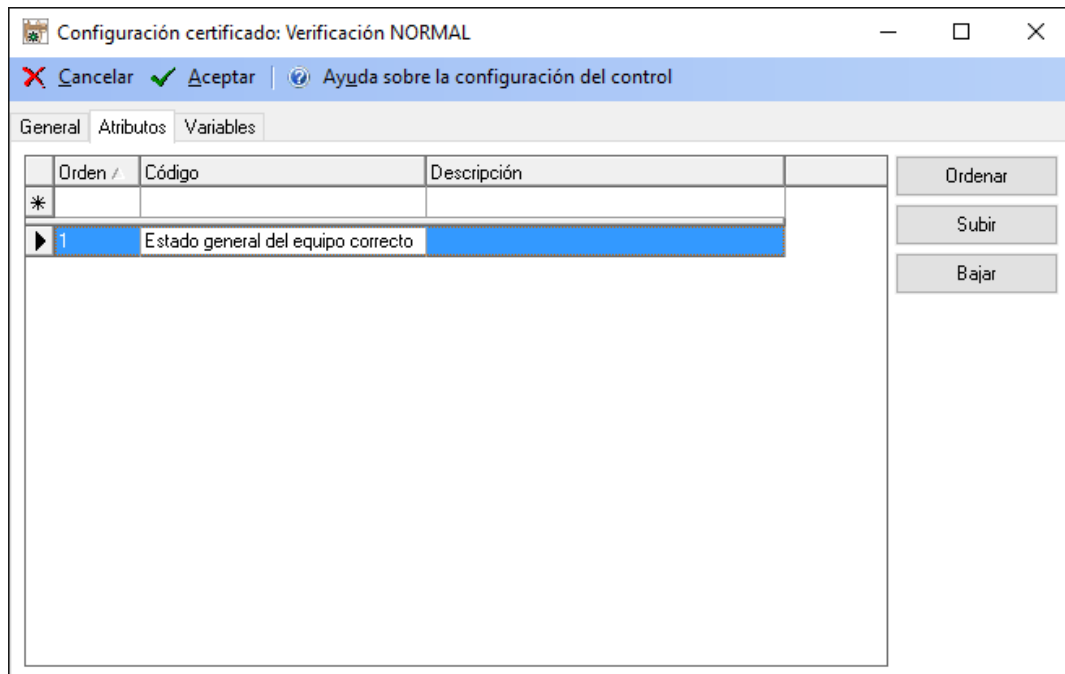 Configuración certificado: Verificación NORMAL
Cancelar Aceptar Ayuda sobre la configuración del control
General Atributos Variables
Orden Código Descripción Ordenar
Subir
1 Estado general del equipo correcto
Bajar